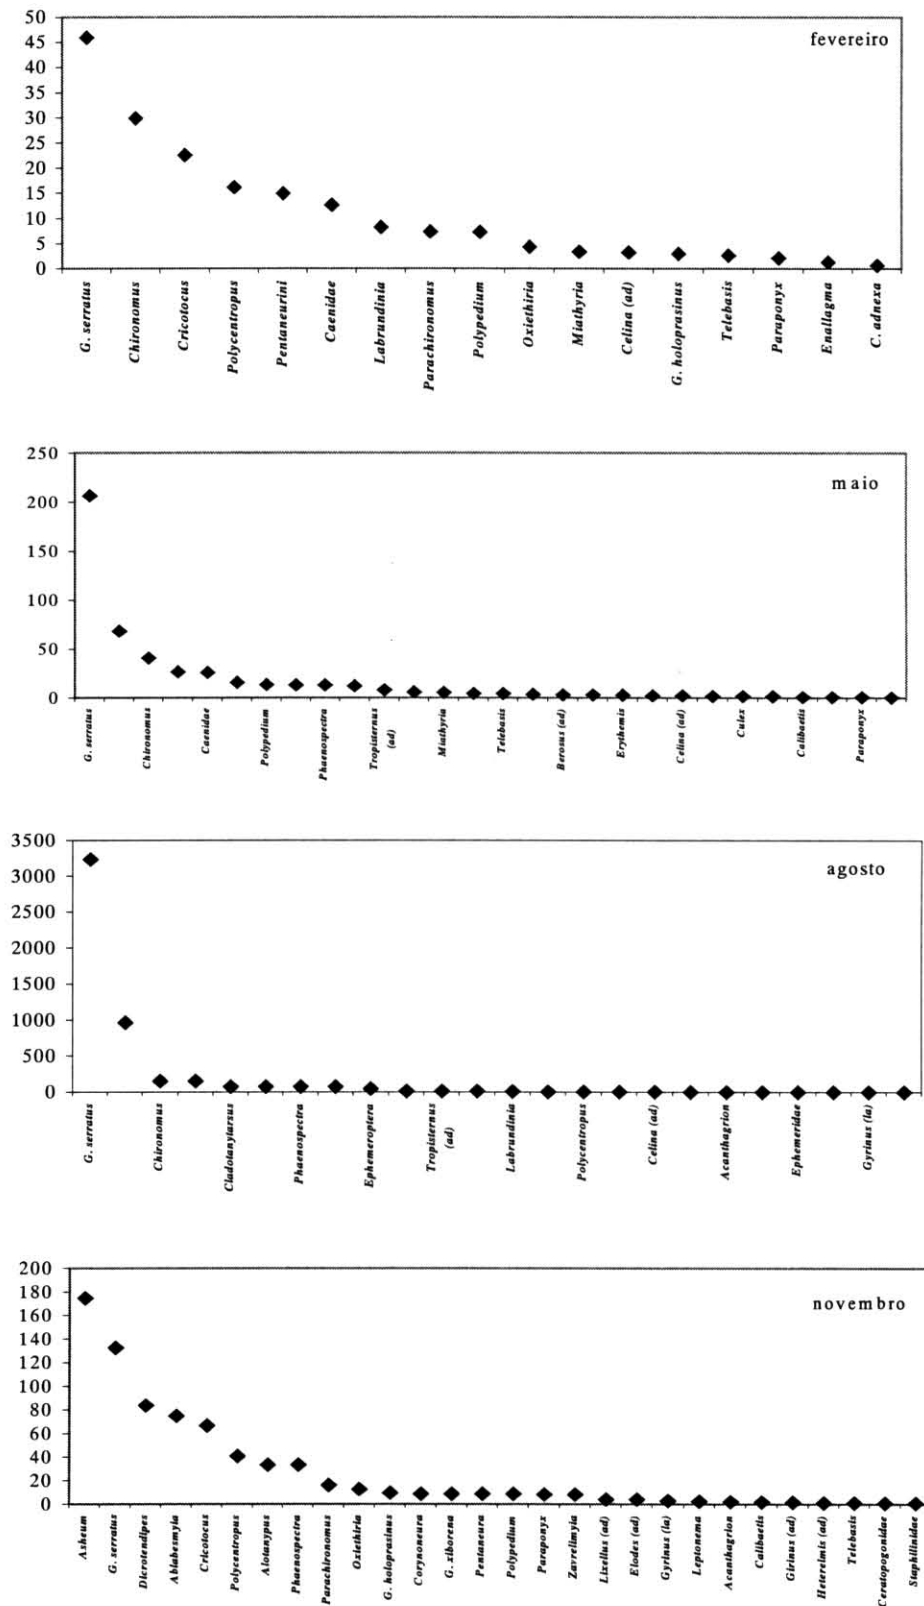 50
45
40
35
30
25
20
15
10
5
0
fevereiro
G. serratus
Chironomus
Cricotocus
Polycentropus
Pentaneurini
Caenidae
Labrundinia
Parachironomus
Polypedium
Oxiethiria
Miathyria
Celina (ad)
G. holoprasinus
Telebasis
Paraponyx
Enallagma
C. adnexa
250
200
150
100
50
0
maio
G. serratus
Chironomus
Caenidae
Polypedium
Phaenospectra
Tropisternus
(ad)
Miathyria
Telebasis
Berosus (ad)
Erythemis
Celina (ad)
Culex
Calibaetis
Paraponyx
3500
3000
2500
2000
1500
1000
500
0
agosto
G. serratus
Chironomus
Cladotanytarsus
Phaenospectra
Ephemeroptera
Tropisternus
(ad)
Labrundinia
Polycentropus
Celina (ad)
Acanthagrion
Ephemeridae
Gyrinus (la)
200
180
160
140
120
100
80
60
40
20
0
novembro
Asheum
G. serratus
Dicrotendipes
Ablabesmyia
Cricotocus
Polycentropus
Alotanypus
Phaenospectra
Parachironomus
Oxiethiria
G. holoprasinus
Corynoneura
G. xiborena
Pentaneura
Polypedium
Paraponyx
Zavrelimyia
Lixellus (ad)
Elodes (ad)
Gyrinus (la)
Leptonema
Acanthagrion
Calibaetis
Girinus (ad)
Heterelmis (ad)
Telebasis
Ceratopogonidae
Staphilinidae